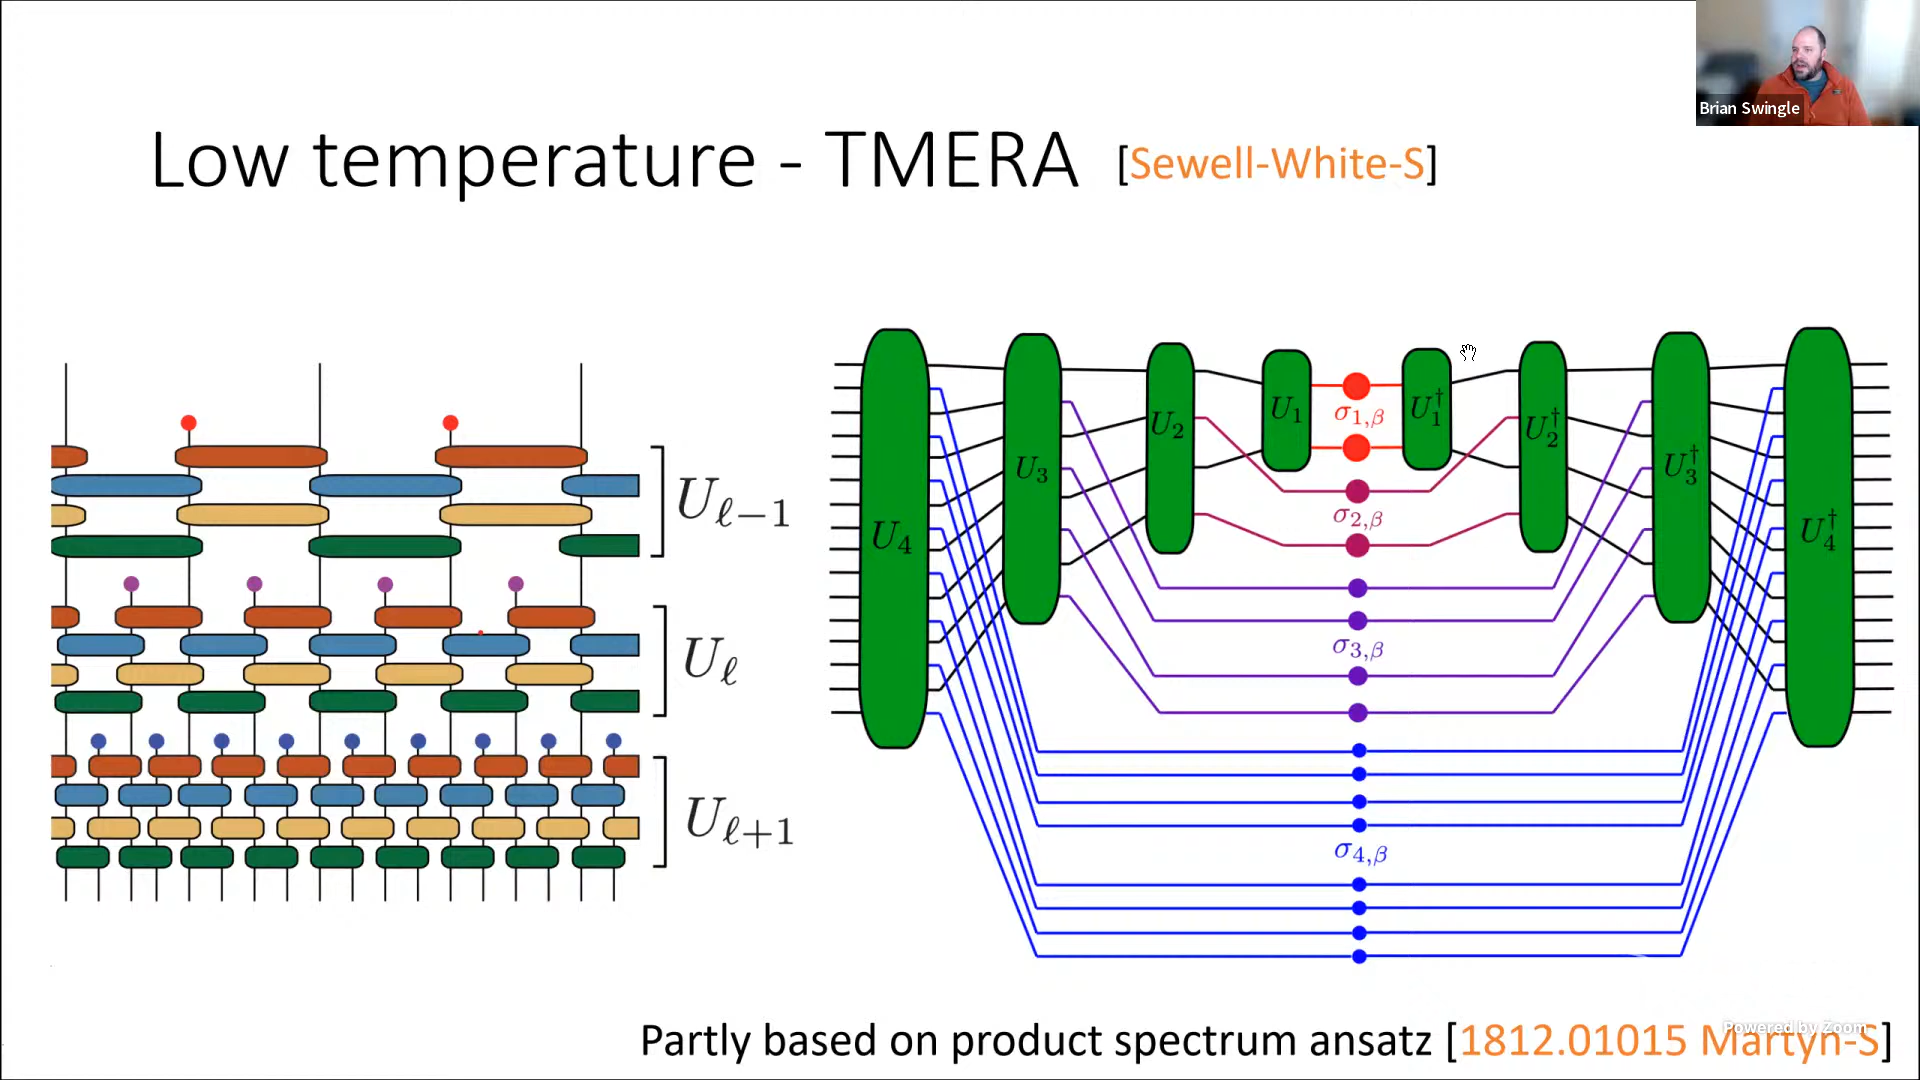 Brian Swingle
Low temperature - TMERA [Sewell-White-S]
U_{ℓ−1}
U_ℓ
U_{ℓ+1}
U_4
U_3
U_2
U_1
σ_{1,β}
U_1^†
U_2^†
U_3^†
U_4^†
σ_{2,β}
σ_{3,β}
σ_{4,β}
Partly based on product spectrum ansatz [1812.01015 Martyn-S]
Powered by Zoom